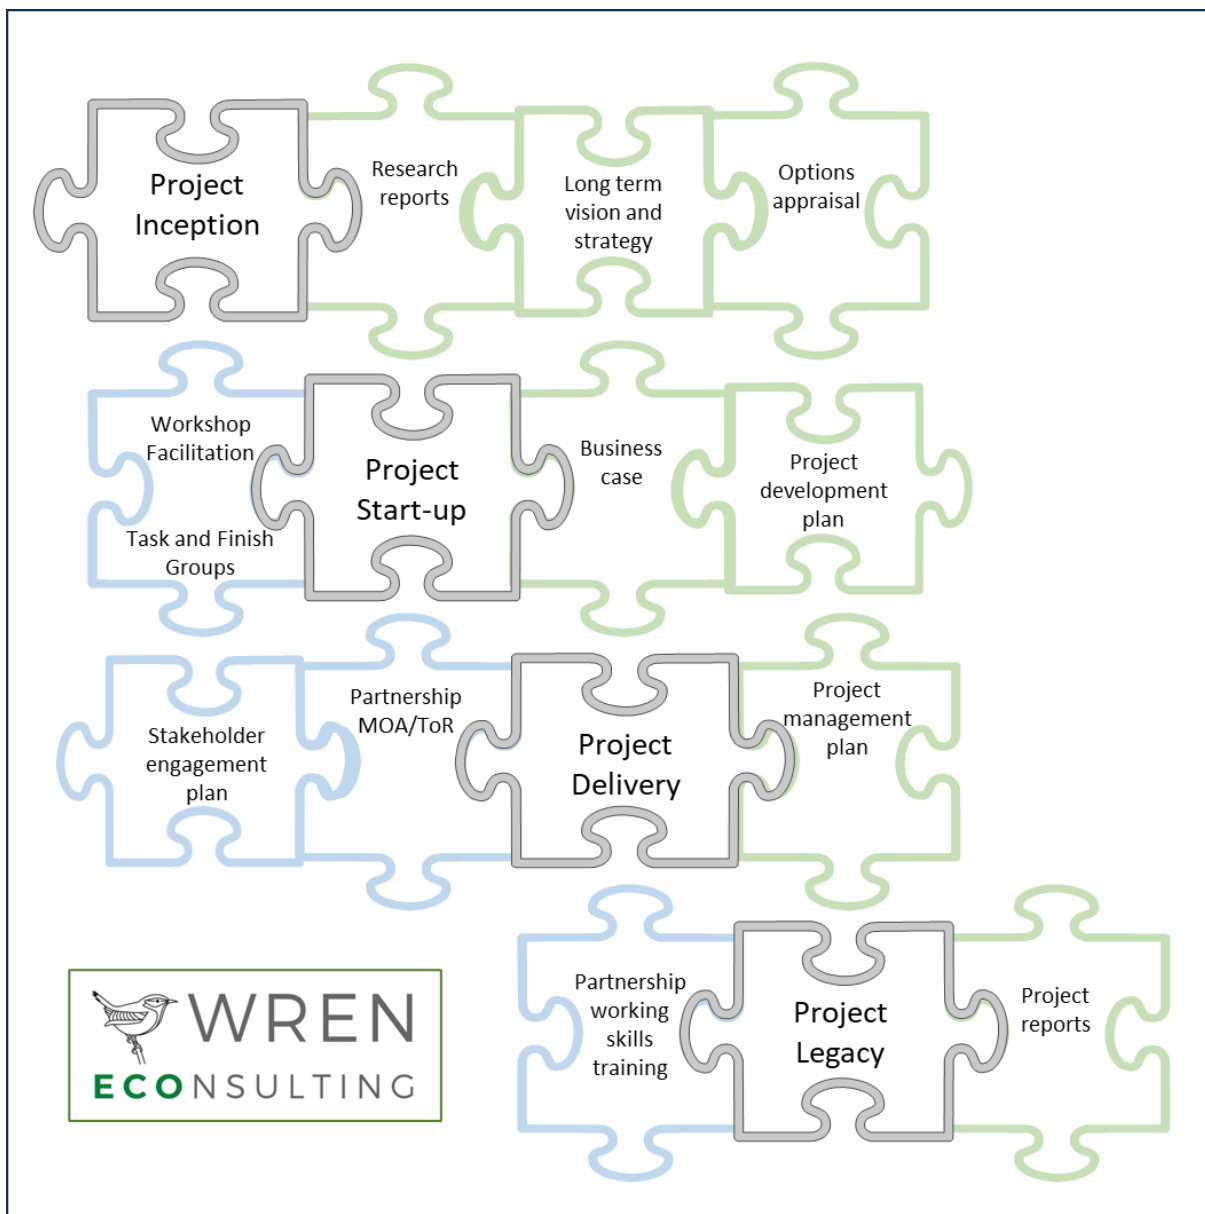 Project
Inception
Research
reports
Long term
vision and
strategy
Options
appraisal
Workshop
Facilitation
Task and Finish
Groups
Project
Start-up
Business
case
Project
development
plan
Stakeholder
engagement
plan
Partnership
MOA/ToR
Project
Delivery
Project
management
plan
Partnership
working
skills
training
Project
Legacy
Project
reports
WREN
ECONSULTING